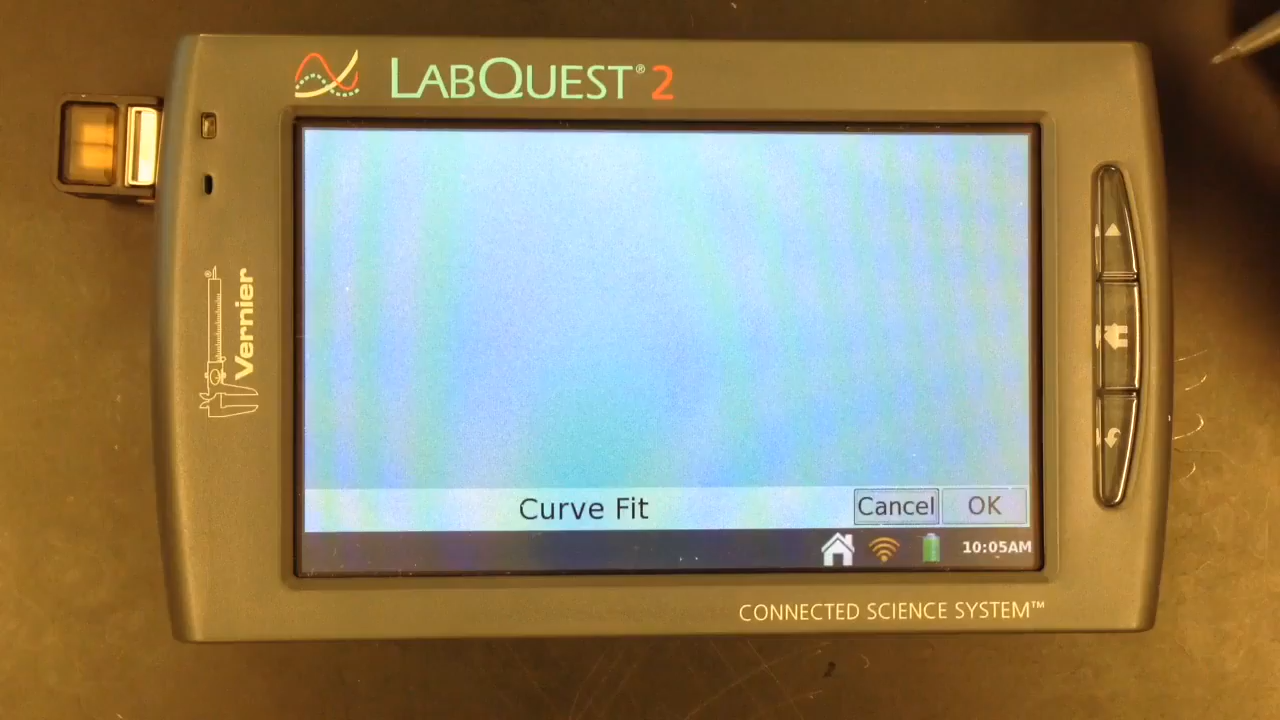 LABQUEST® 2
Vernier®
Curve Fit
Cancel
OK
10:05AM
CONNECTED SCIENCE SYSTEM™